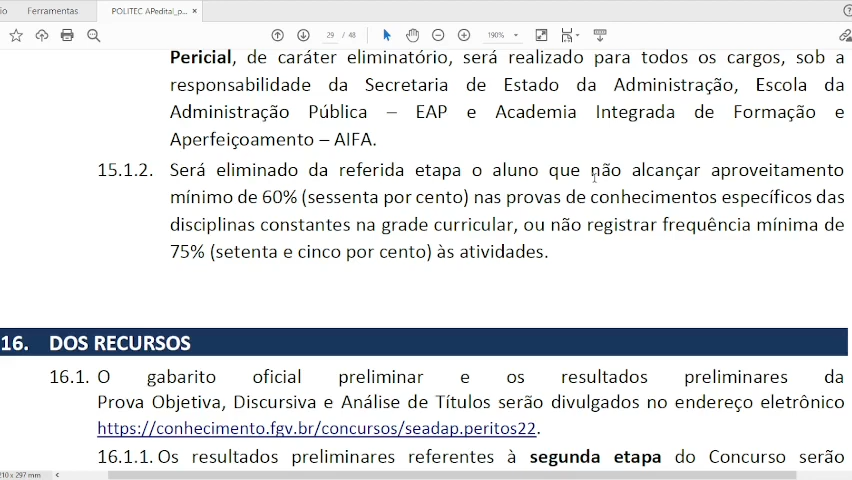 io Ferramentas POLITEC APedital_p... ×
29 / 48 190%
Pericial, de caráter eliminatório, será realizado para todos os cargos, sob a
responsabilidade da Secretaria de Estado da Administração, Escola da
Administração Pública – EAP e Academia Integrada de Formação e
Aperfeiçoamento – AIFA.
15.1.2. Será eliminado da referida etapa o aluno que não alcançar aproveitamento
mínimo de 60% (sessenta por cento) nas provas de conhecimentos específicos das
disciplinas constantes na grade curricular, ou não registrar frequência mínima de
75% (setenta e cinco por cento) às atividades.
16. DOS RECURSOS
16.1. O gabarito oficial preliminar e os resultados preliminares da
Prova Objetiva, Discursiva e Análise de Títulos serão divulgados no endereço eletrônico
https://conhecimento.fgv.br/concursos/seadap.peritos22.
16.1.1. Os resultados preliminares referentes à segunda etapa do Concurso serão
210 x 297 mm